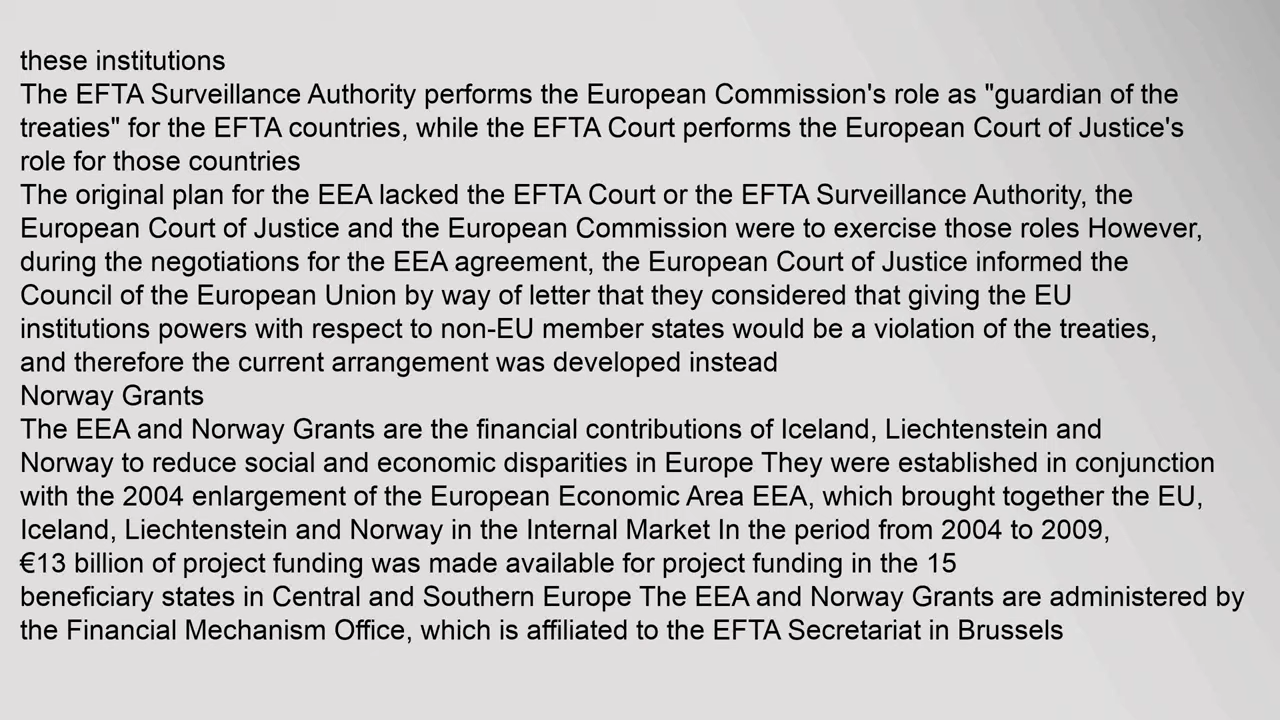 these institutions
The EFTA Surveillance Authority performs the European Commission's role as "guardian of the
treaties" for the EFTA countries, while the EFTA Court performs the European Court of Justice's
role for those countries
The original plan for the EEA lacked the EFTA Court or the EFTA Surveillance Authority, the
European Court of Justice and the European Commission were to exercise those roles However,
during the negotiations for the EEA agreement, the European Court of Justice informed the
Council of the European Union by way of letter that they considered that giving the EU
institutions powers with respect to non-EU member states would be a violation of the treaties,
and therefore the current arrangement was developed instead
Norway Grants
The EEA and Norway Grants are the financial contributions of Iceland, Liechtenstein and
Norway to reduce social and economic disparities in Europe They were established in conjunction
with the 2004 enlargement of the European Economic Area EEA, which brought together the EU,
Iceland, Liechtenstein and Norway in the Internal Market In the period from 2004 to 2009,
€13 billion of project funding was made available for project funding in the 15
beneficiary states in Central and Southern Europe The EEA and Norway Grants are administered by
the Financial Mechanism Office, which is affiliated to the EFTA Secretariat in Brussels